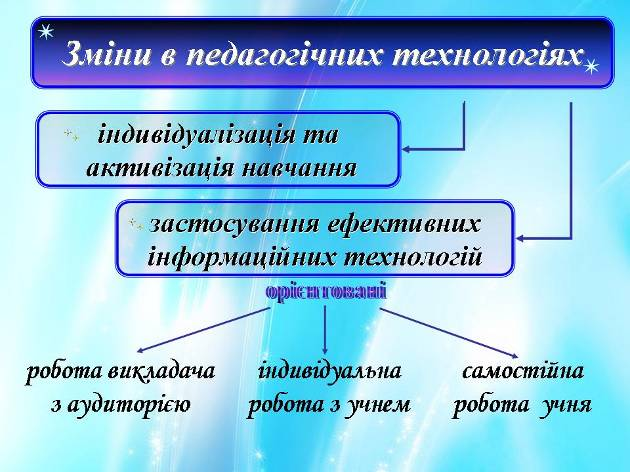 Зміни в педагогічних технологіях
індивідуалізація та
активізація навчання
застосування ефективних
інформаційних технологій
орієнтовані
робота викладача
з аудиторією
індивідуальна
робота з учнем
самостійна
робота учня